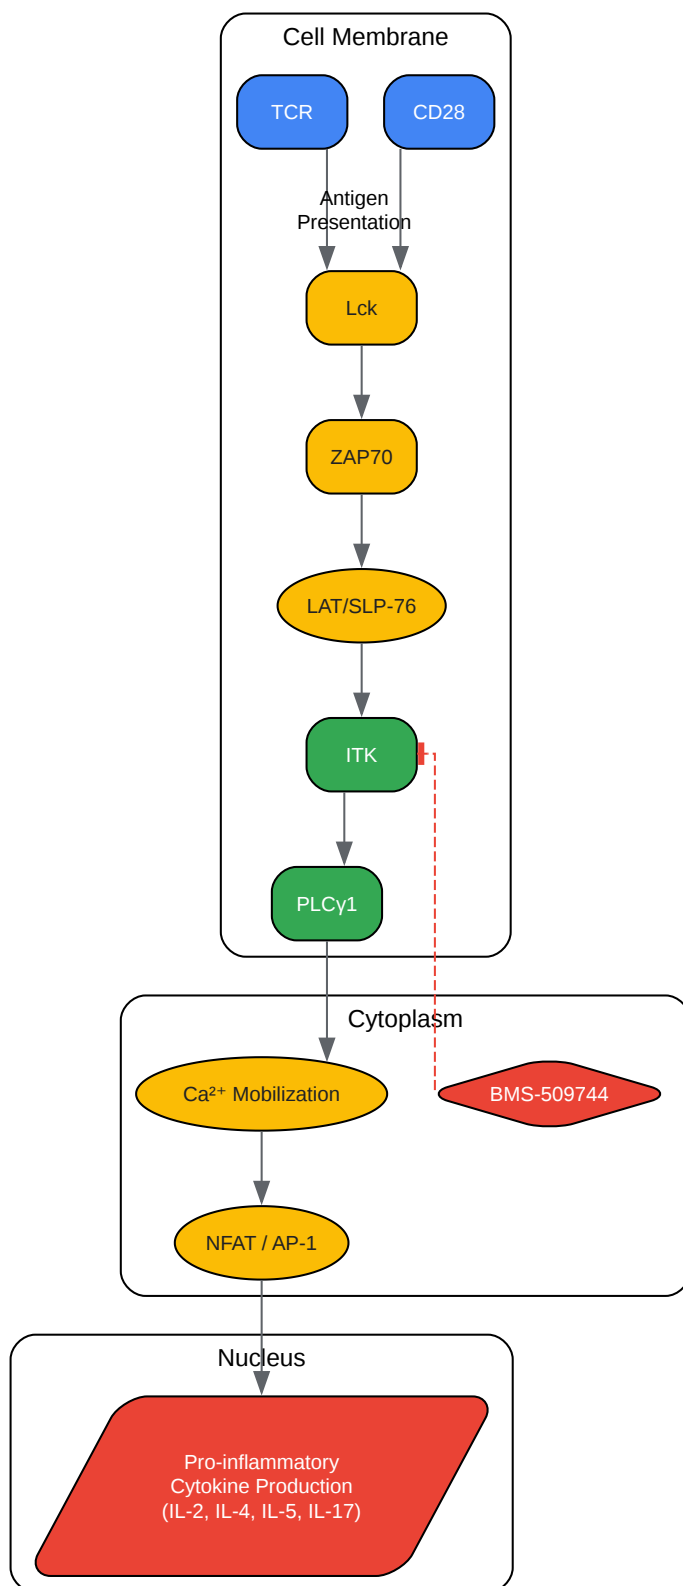 Cell Membrane
TCR
CD28
Antigen
Presentation
Lck
ZAP70
LAT/SLP-76
ITK
PLCγ1
Cytoplasm
Ca²⁺ Mobilization
BMS-509744
NFAT / AP-1
Nucleus
Pro-inflammatory
Cytokine Production
(IL-2, IL-4, IL-5, IL-17)